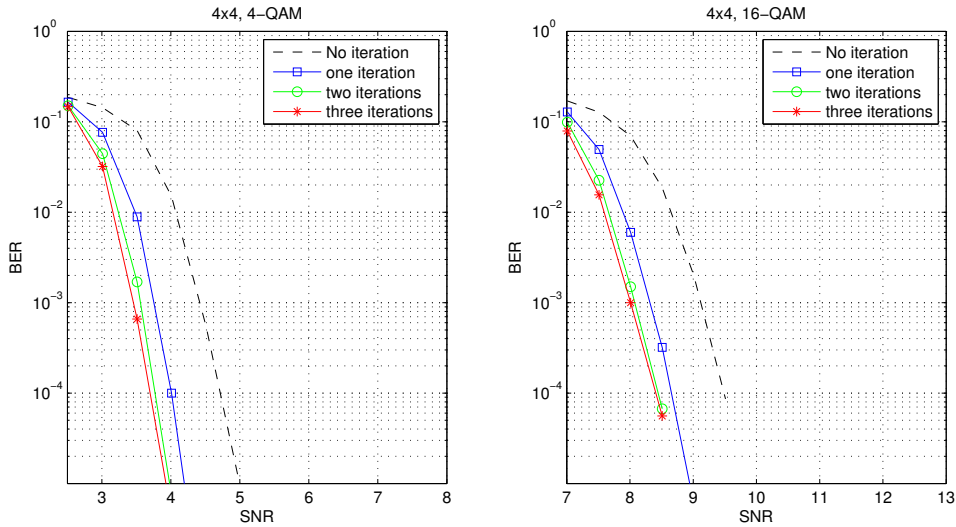 4x4, 4−QAM
10^0
10^−1
10^−2
10^−3
10^−4
BER
3
4
5
6
7
8
SNR
No iteration
one iteration
two iterations
three iterations
4x4, 16−QAM
10^0
10^−1
10^−2
10^−3
10^−4
BER
7
8
9
10
11
12
13
SNR
No iteration
one iteration
two iterations
three iterations